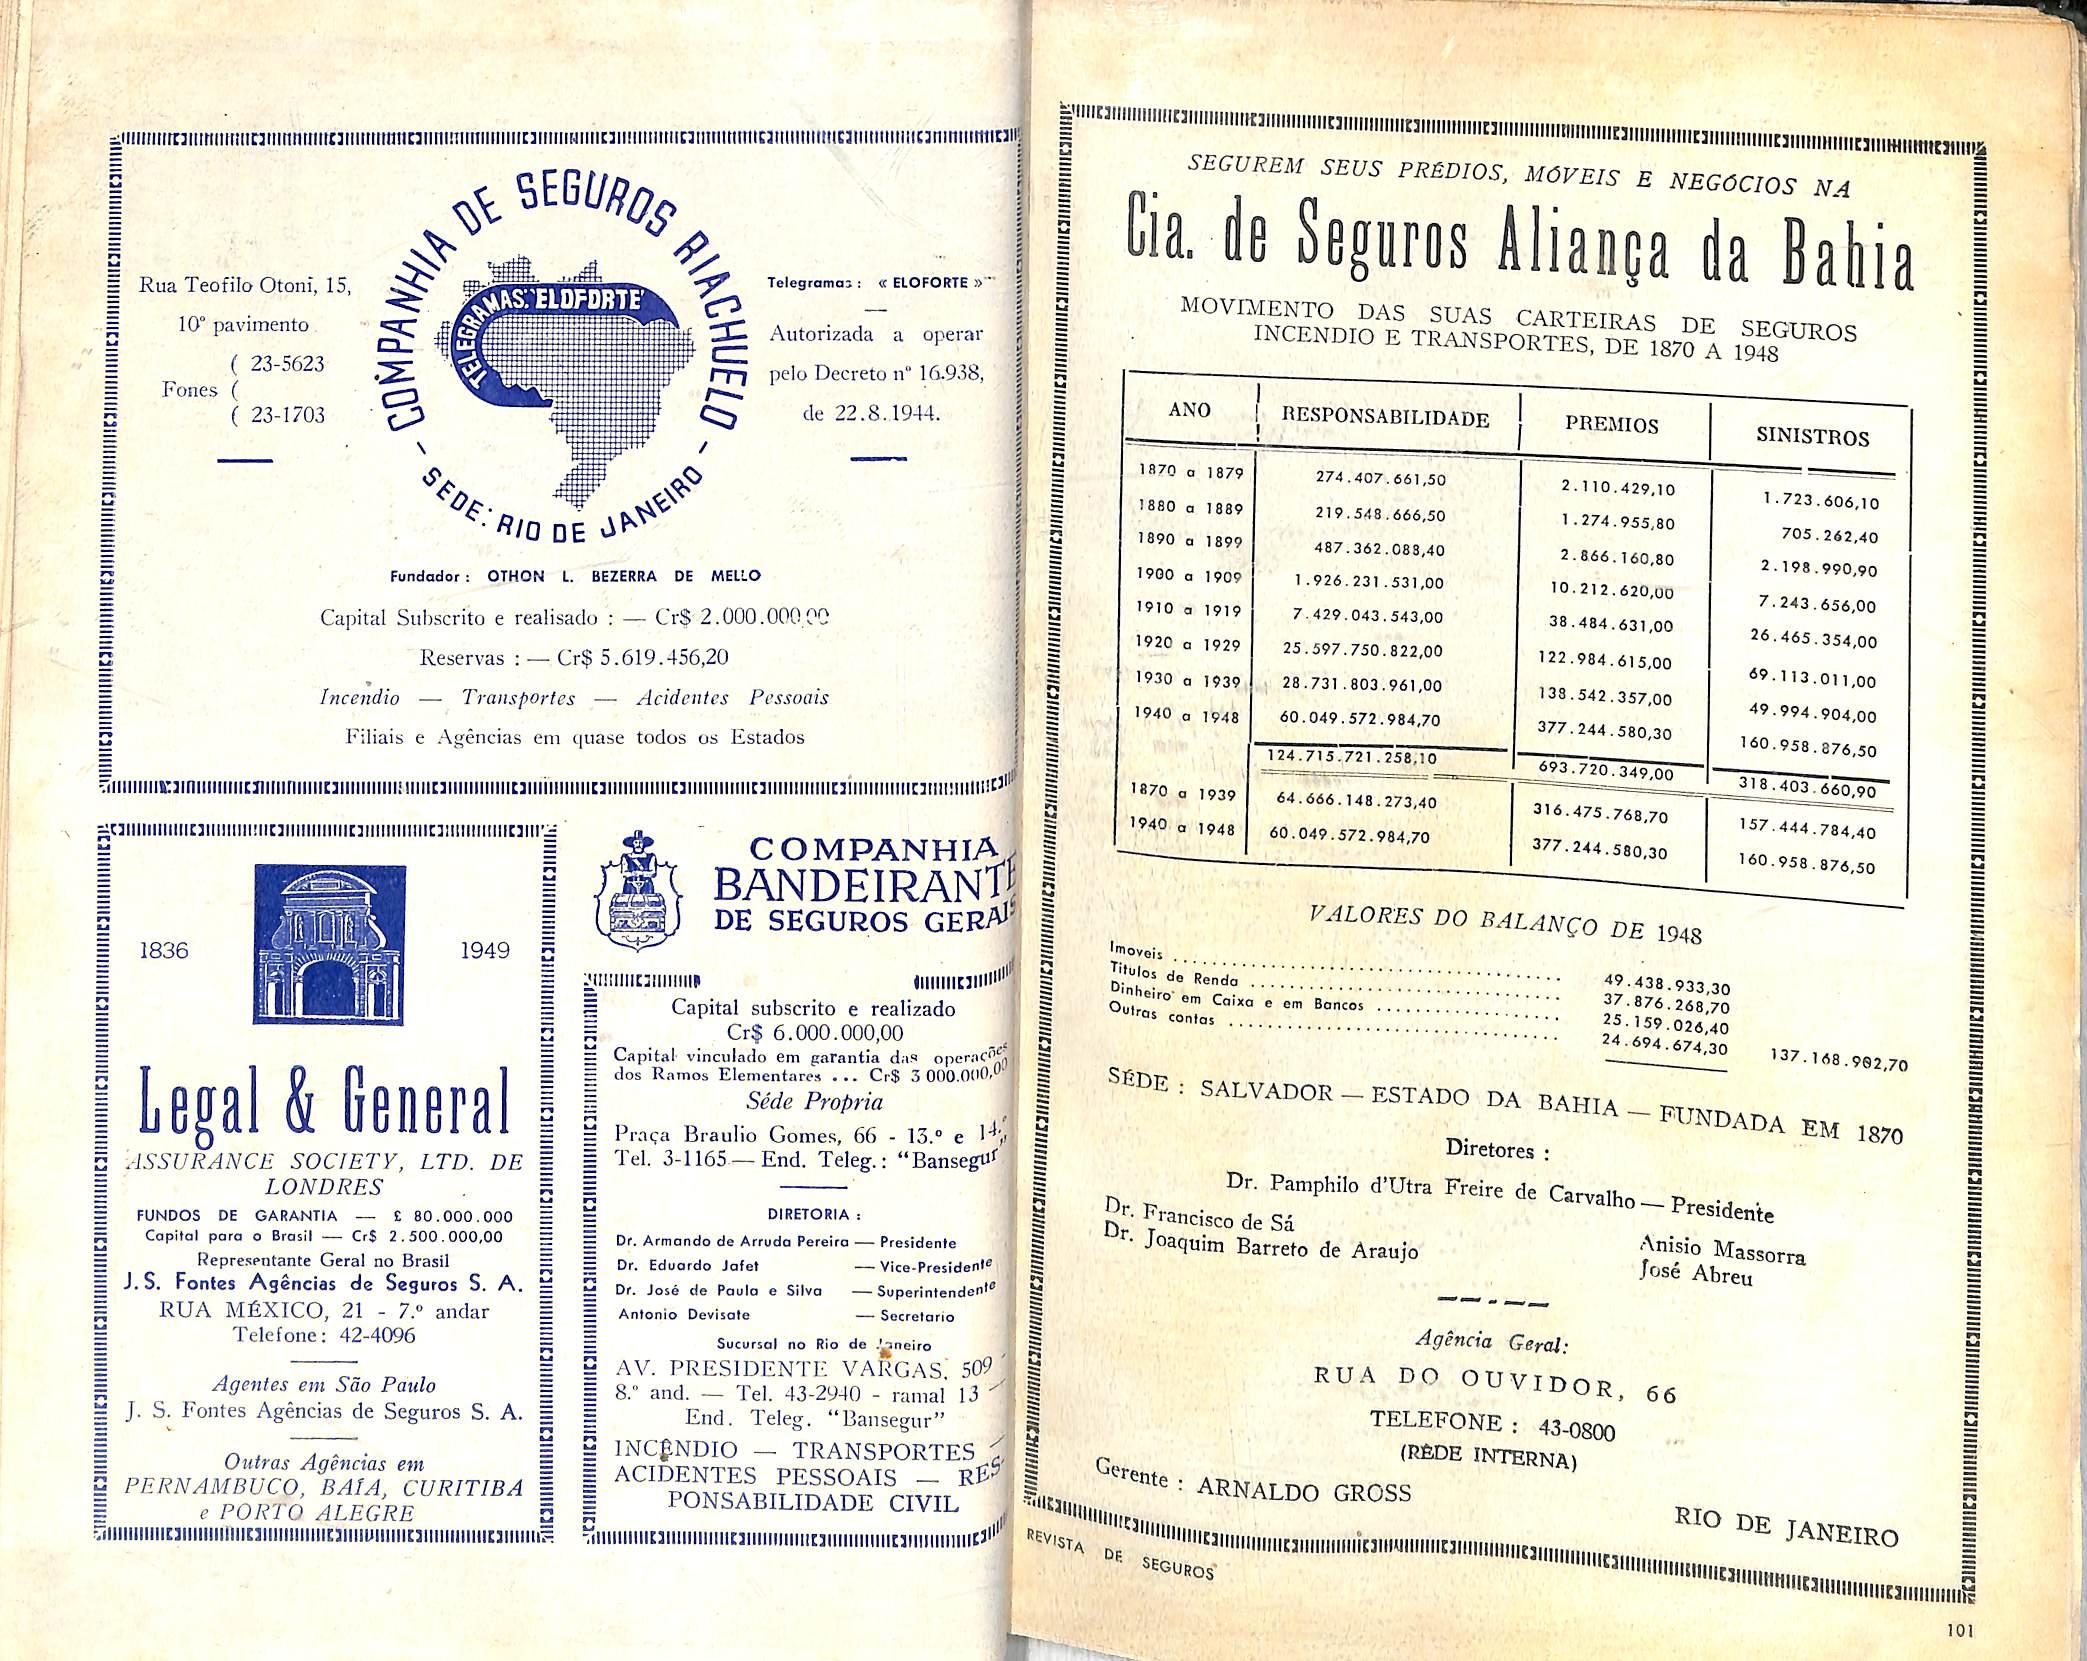 COMPANHIA DE SEGUROS RIACHUELO
- SEDE: RIO DE JANEIRO -
TELEGRAMAS: "ELOFORTE"
Rua Teofilo Otoni, 15,
10º pavimento
( 23-5623
Fones (
( 23-1703
Telegramas : « ELOFORTE »
Autorizada a operar
pelo Decreto nº 16.938,
de 22.8.1944.
Fundador : OTHON L. BEZERRA DE MELLO
Capital Subscrito e realisado : — Cr$ 2.000.000,00
Reservas : — Cr$ 5.619.456,20
Incendio — Transportes — Acidentes Pessoais
Filiais e Agências em quase todos os Estados
1836 1949
Legal & General
ASSURANCE SOCIETY, LTD. DE
LONDRES
FUNDOS DE GARANTIA — £ 80.000.000
Capital para o Brasil — Cr$ 2.500.000,00
Representante Geral no Brasil
J. S. Fontes Agências de Seguros S. A.
RUA MÉXICO, 21 - 7.º andar
Telefone: 42-4096
Agentes em São Paulo
J. S. Fontes Agências de Seguros S. A.
Outras Agências em
PERNAMBUCO, BAÍA, CURITIBA
e PORTO ALEGRE
COMPANHIA
BANDEIRANTE
DE SEGUROS GERAIS
Capital subscrito e realizado
Cr$ 6.000.000,00
Capital vinculado em garantia das operações
dos Ramos Elementares ... Cr$ 3 000.000,00
Séde Propria
Praça Braulio Gomes, 66 - 13.º e 14.º
Tel. 3-1165 — End. Teleg.: "Bansegur"
DIRETORIA :
Dr. Armando de Arruda Pereira — Presidente
Dr. Eduardo Jafet — Vice-Presidente
Dr. José de Paula e Silva — Superintendente
Antonio Devisate — Secretario
Sucursal no Rio de Janeiro
AV. PRESIDENTE VARGAS, 509 -
8.º and. — Tel. 43-2940 - ramal 13 —
End. Teleg. "Bansegur"
INCÊNDIO — TRANSPORTES —
ACIDENTES PESSOAIS — RES-
PONSABILIDADE CIVIL
SEGUREM SEUS PRÉDIOS, MÓVEIS E NEGÓCIOS NA
Cia. de Seguros Aliança da Bahia
MOVIMENTO DAS SUAS CARTEIRAS DE SEGUROS
INCENDIO E TRANSPORTES, DE 1870 A 1948
ANO RESPONSABILIDADE PREMIOS SINISTROS
1870 a 1879 274.407.661,50 2.110.429,10 1.723.606,10
1880 a 1889 219.548.666,50 1.274.955,80 705.262,40
1890 a 1899 487.362.088,40 2.866.160,80 2.198.990,90
1900 a 1909 1.926.231.531,00 10.212.620,00 7.243.656,00
1910 a 1919 7.429.043.543,00 38.484.631,00 26.465.354,00
1920 a 1929 25.597.750.822,00 122.984.615,00 69.113.011,00
1930 a 1939 28.731.803.961,00 138.542.357,00 49.994.904,00
1940 a 1948 60.049.572.984,70 377.244.580,30 160.958.876,50
124.715.721.258,10 693.720.349,00 318.403.660,90
1870 a 1939 64.666.148.273,40 316.475.768,70 157.444.784,40
1940 a 1948 60.049.572.984,70 377.244.580,30 160.958.876,50
VALORES DO BALANÇO DE 1948
Imoveis ........ 49.438.933,30
Titulos de Renda ........ 37.876.268,70
Dinheiro em Caixa e em Bancos ........ 25.159.026,40
Outras contas ........ 24.694.674,30 137.168.902,70
SÉDE : SALVADOR — ESTADO DA BAHIA — FUNDADA EM 1870
Diretores :
Dr. Pamphilo d'Utra Freire de Carvalho — Presidente
Dr. Francisco de Sá Anisio Massorra
Dr. Joaquim Barreto de Araujo José Abreu
Agência Geral:
RUA DO OUVIDOR, 66
TELEFONE : 43-0800
(RÊDE INTERNA)
Gerente : ARNALDO GROSS
RIO DE JANEIRO
REVISTA DE SEGUROS
101